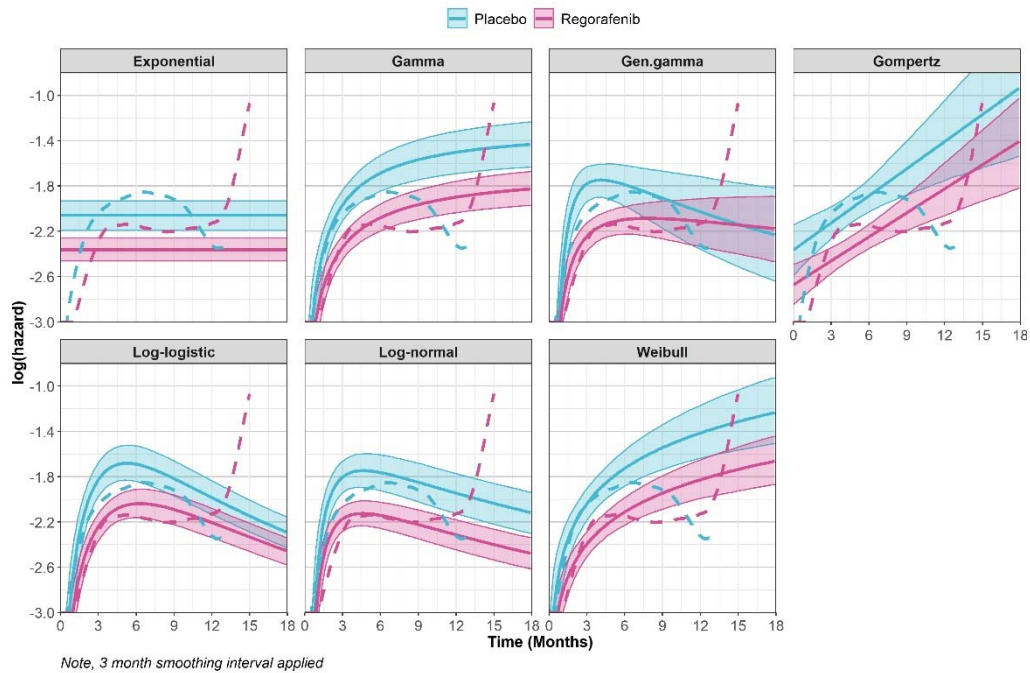 Placebo Regorafenib
Exponential Gamma Gen.gamma Gompertz
-1.0
-1.4
-1.8
-2.2
-2.6
-3.0
0 3 6 9 12 15 18
Log-logistic Log-normal Weibull
-1.0
-1.4
-1.8
-2.2
-2.6
-3.0
0 3 6 9 12 15 18 0 3 6 9 12 15 18 0 3 6 9 12 15 18
log(hazard)
Time (Months)
Note, 3 month smoothing interval applied